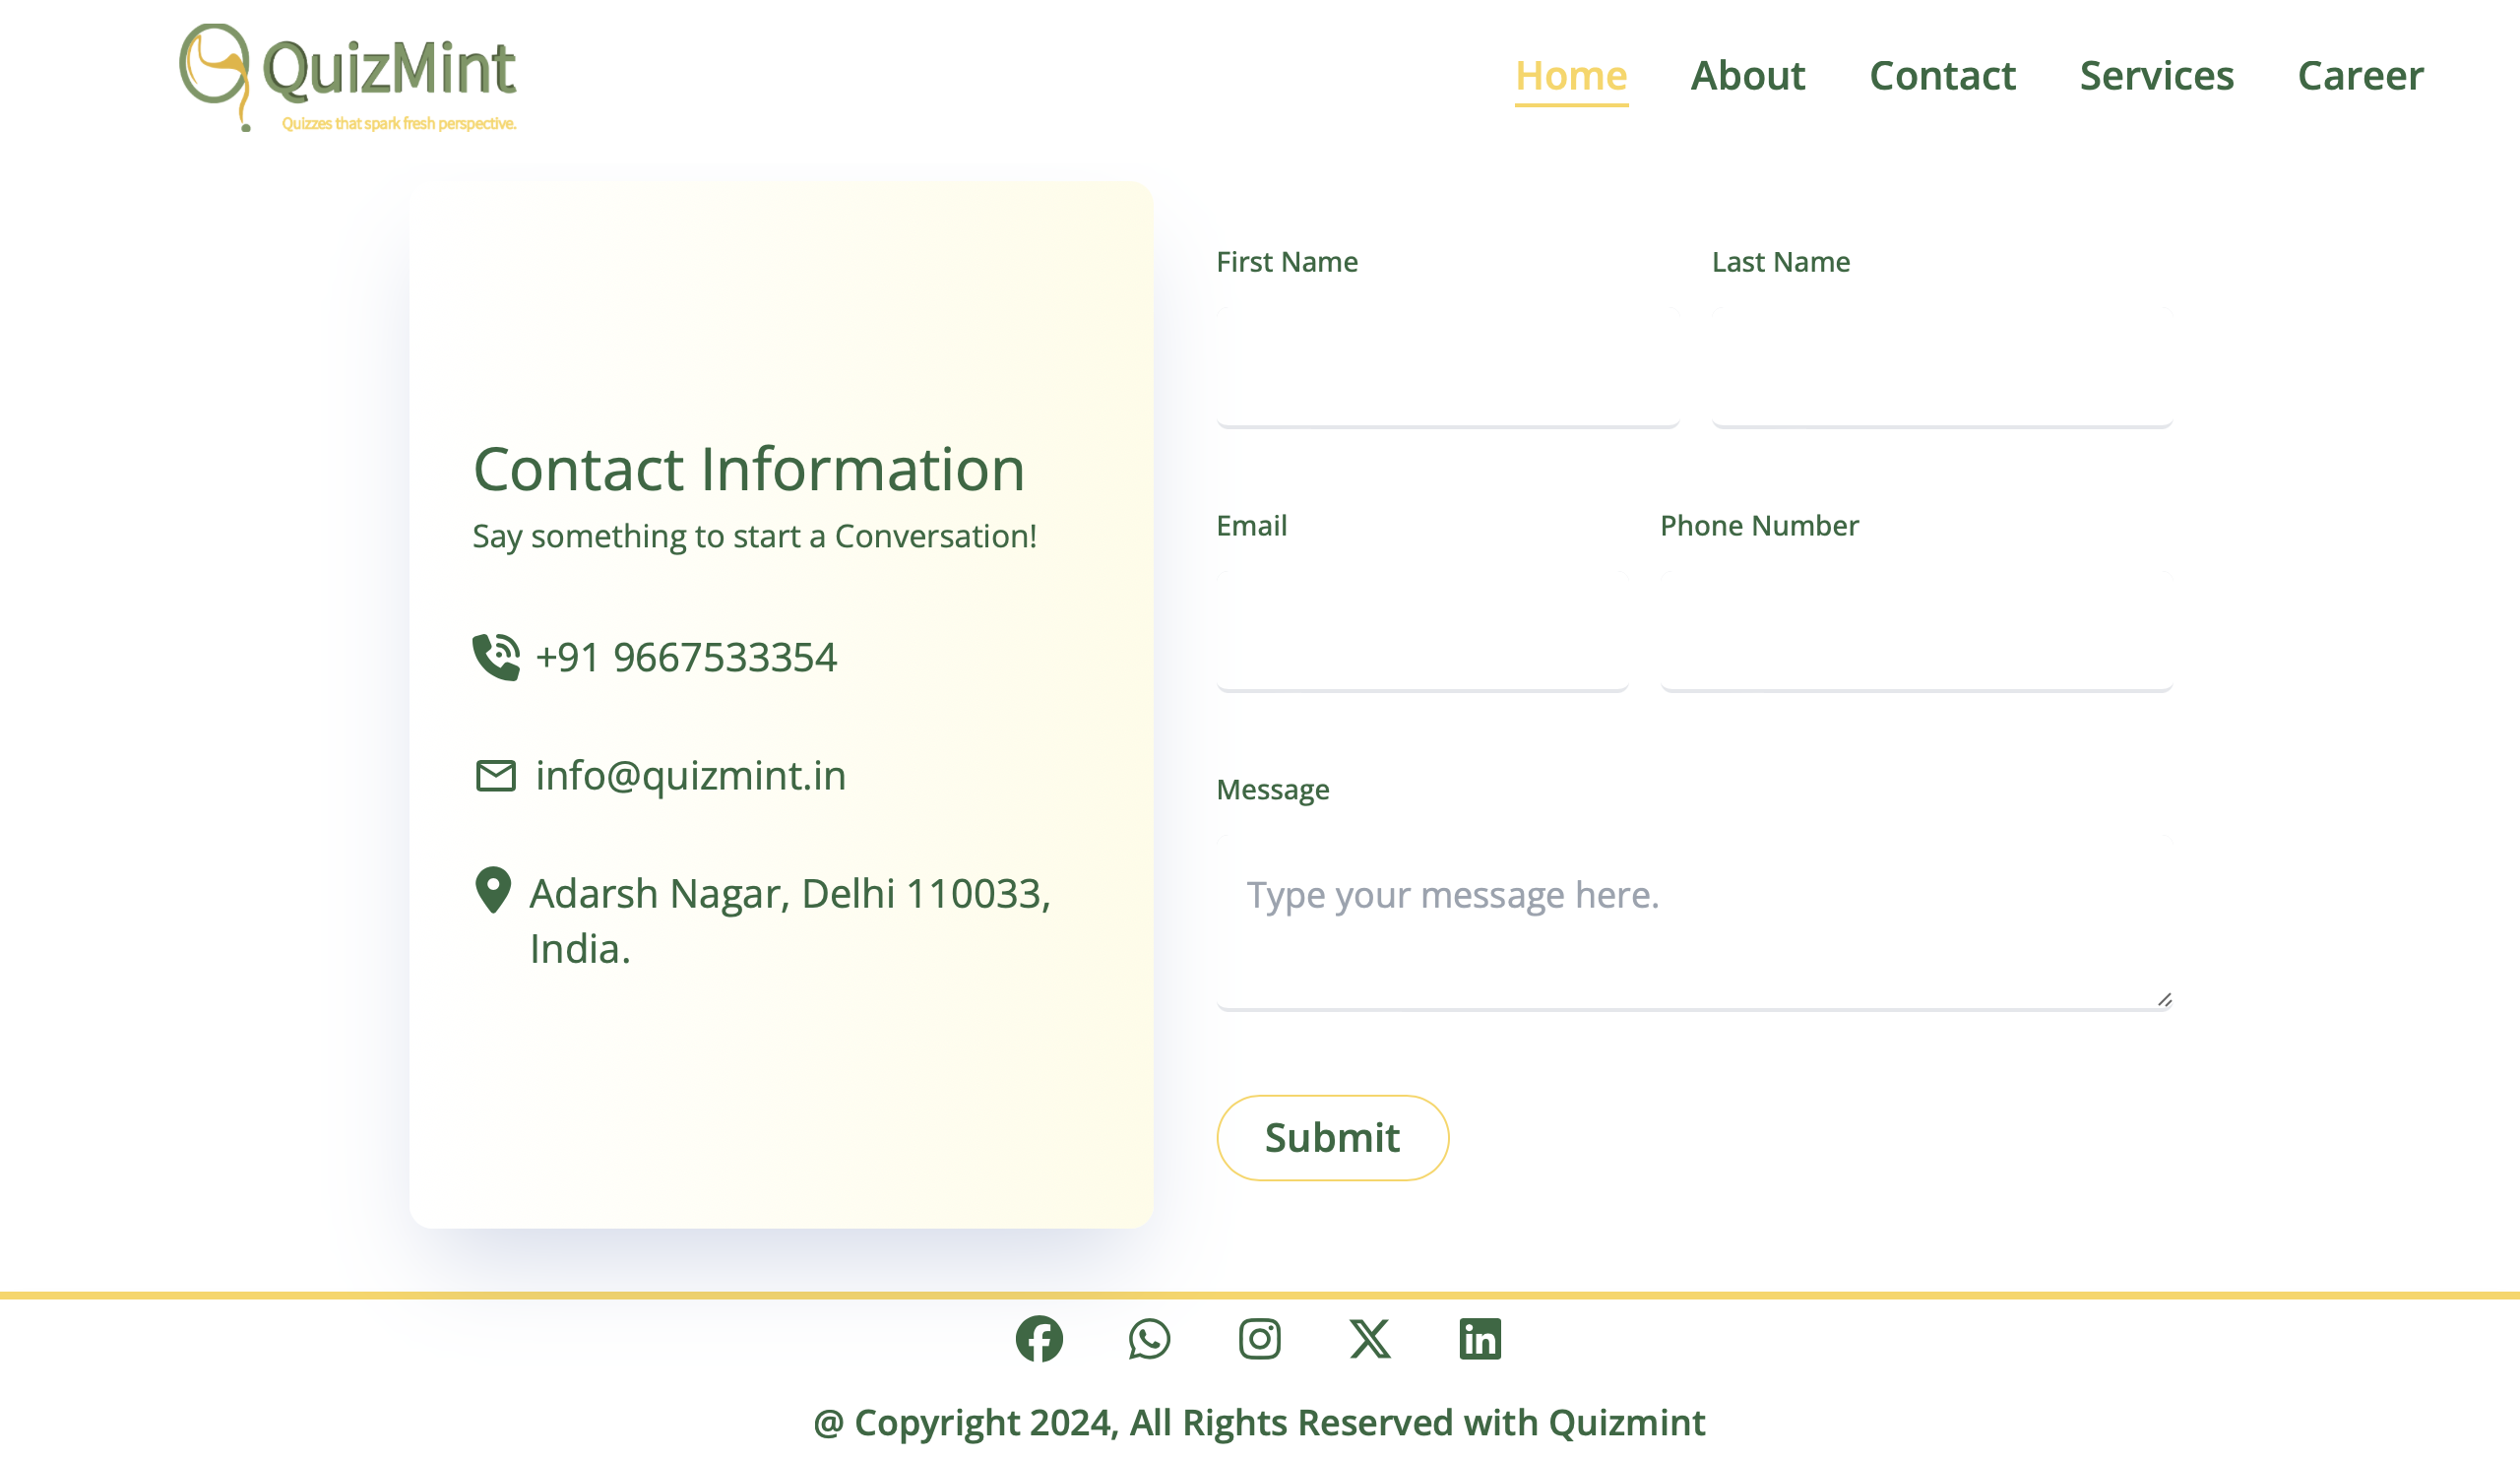 QuizMint
Quizzes that spark fresh perspective.
Home About Contact Services Career
Contact Information
Say something to start a Conversation!
+91 9667533354
info@quizmint.in
Adarsh Nagar, Delhi 110033,
India.
First Name Last Name
Email Phone Number
Message
Type your message here.
Submit
@ Copyright 2024, All Rights Reserved with Quizmint